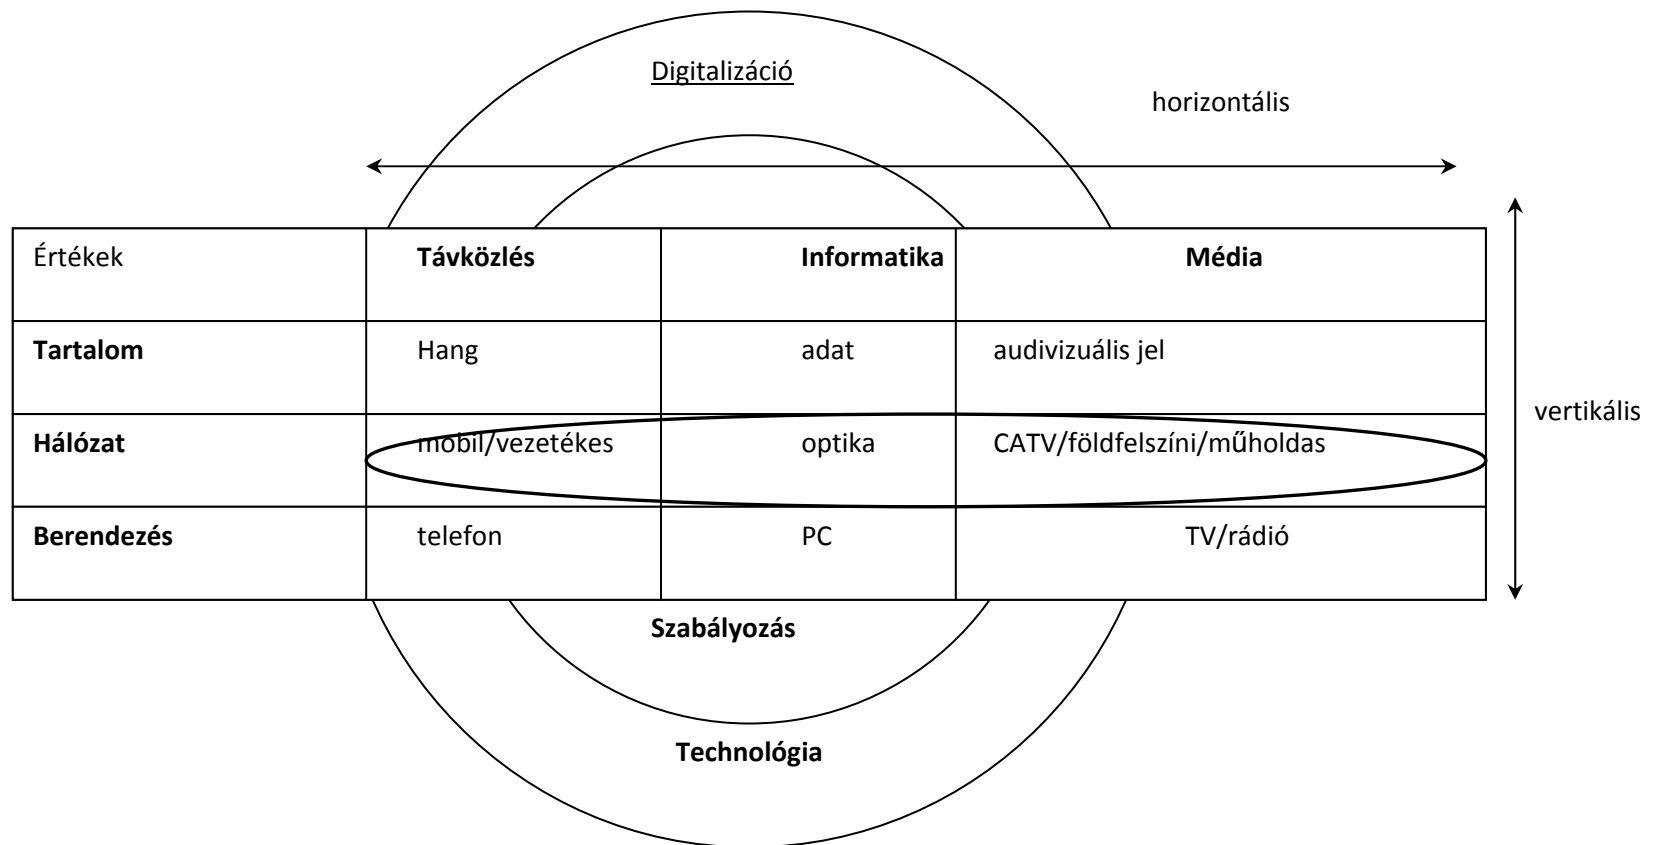 Digitalizáció
horizontális
Értékek Távközlés Informatika Média
Tartalom Hang adat audivizuális jel
vertikális
Hálózat mobil/vezetékes optika CATV/földfelszíni/műholdas
Berendezés telefon PC TV/rádió
Szabályozás
Technológia